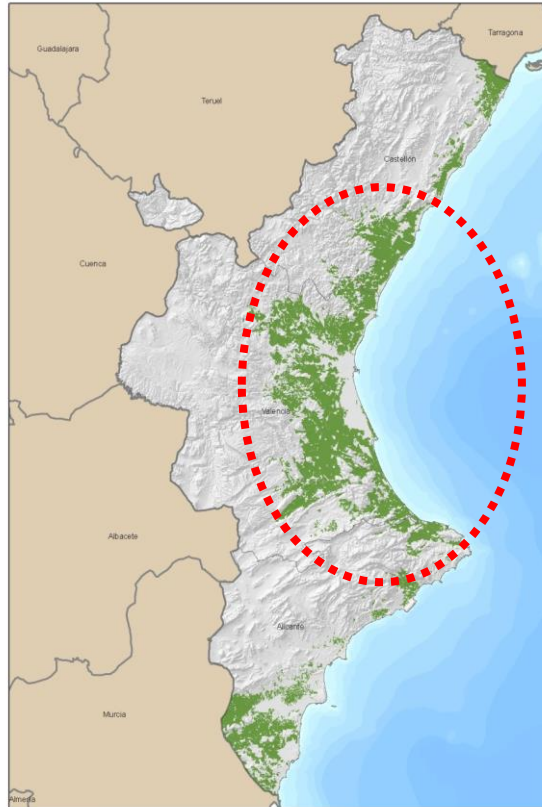 Tarragona
Guadalajara
Teruel
Castellón
Cuenca
Valencia
Albacete
Alicante
Murcia
Almería